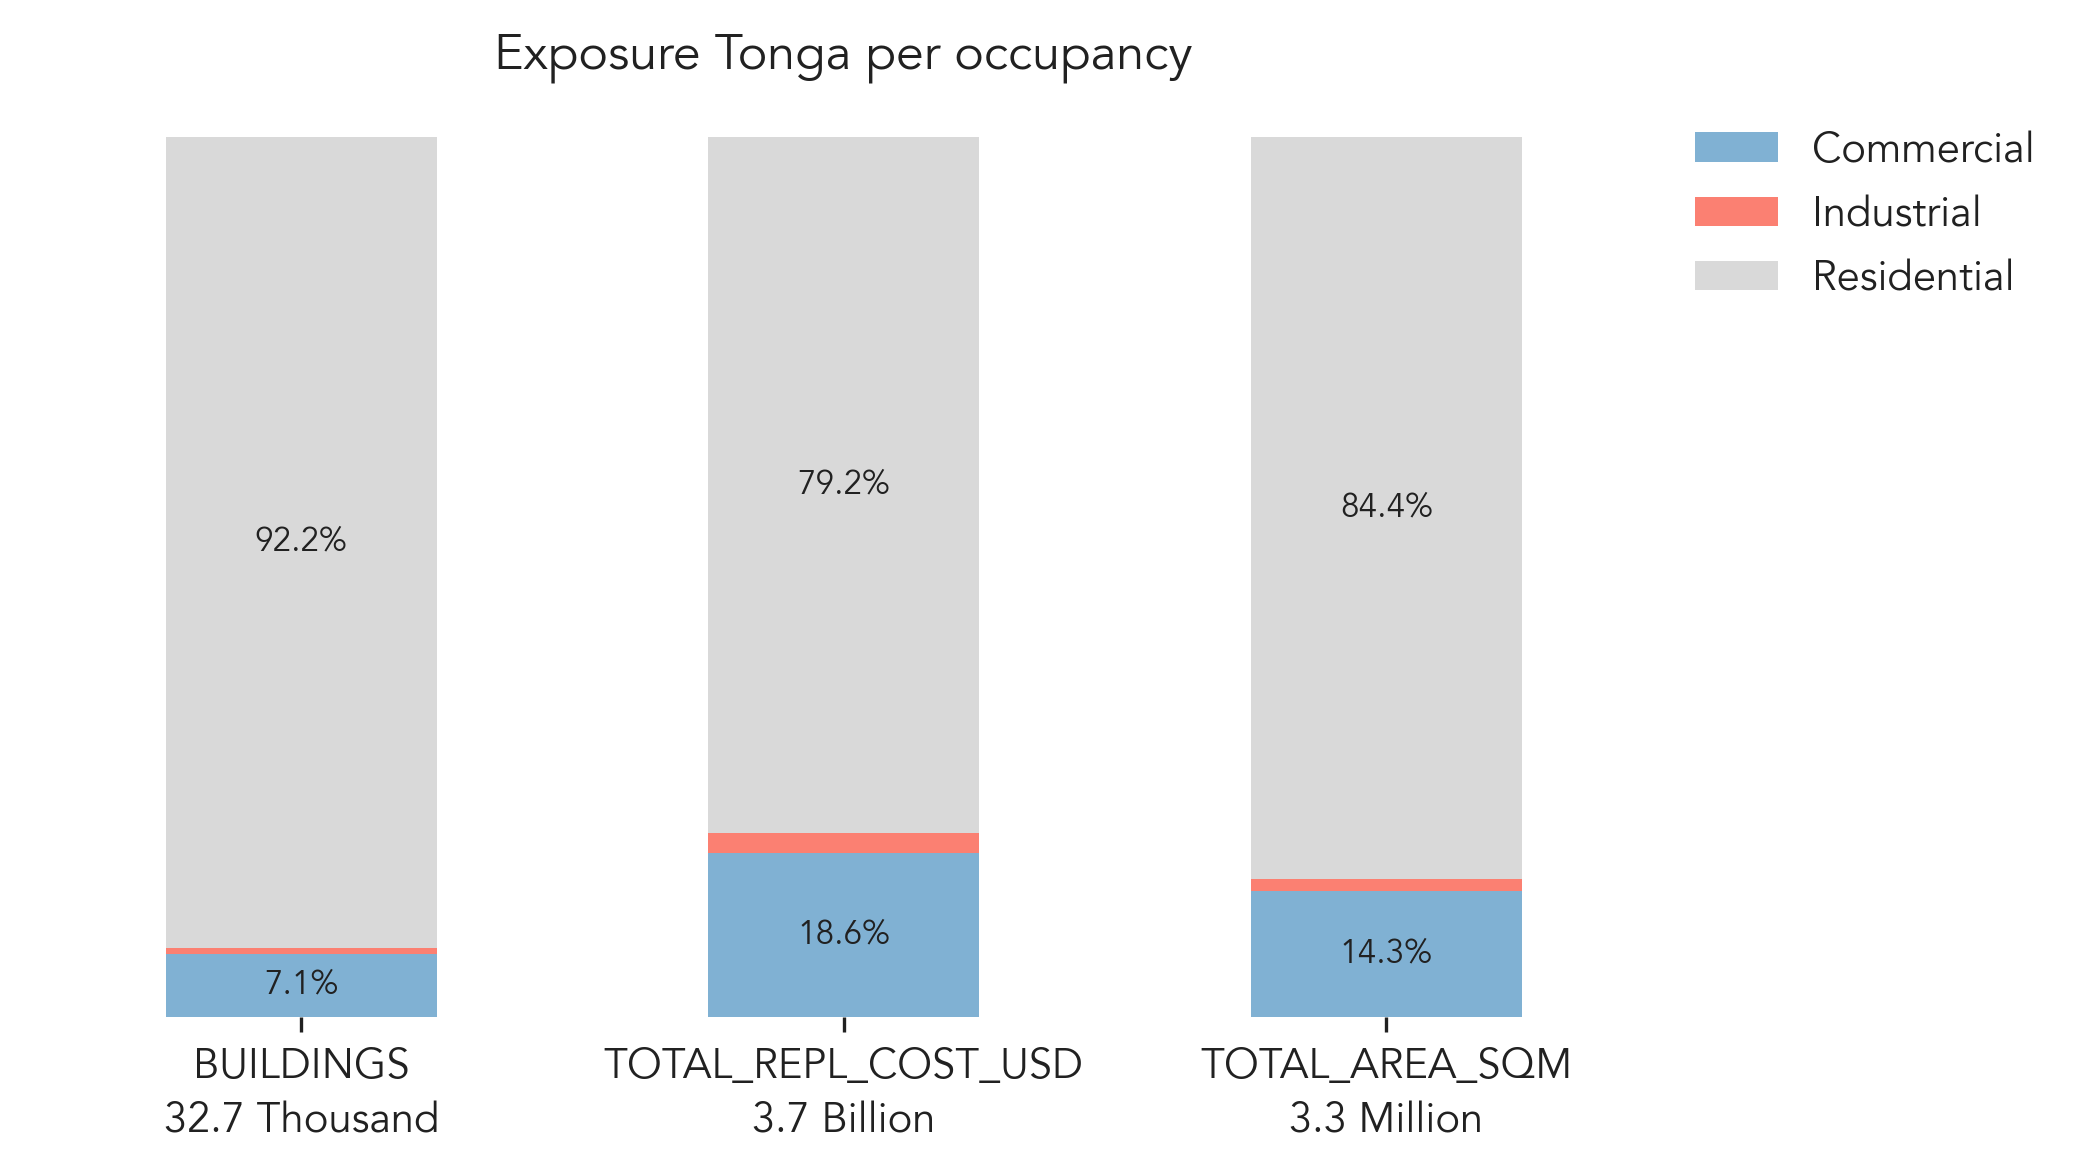 Exposure Tonga per occupancy
Commercial
Industrial
Residential
92.2%
79.2%
84.4%
7.1%
18.6%
14.3%
BUILDINGS
32.7 Thousand
TOTAL_REPL_COST_USD
3.7 Billion
TOTAL_AREA_SQM
3.3 Million